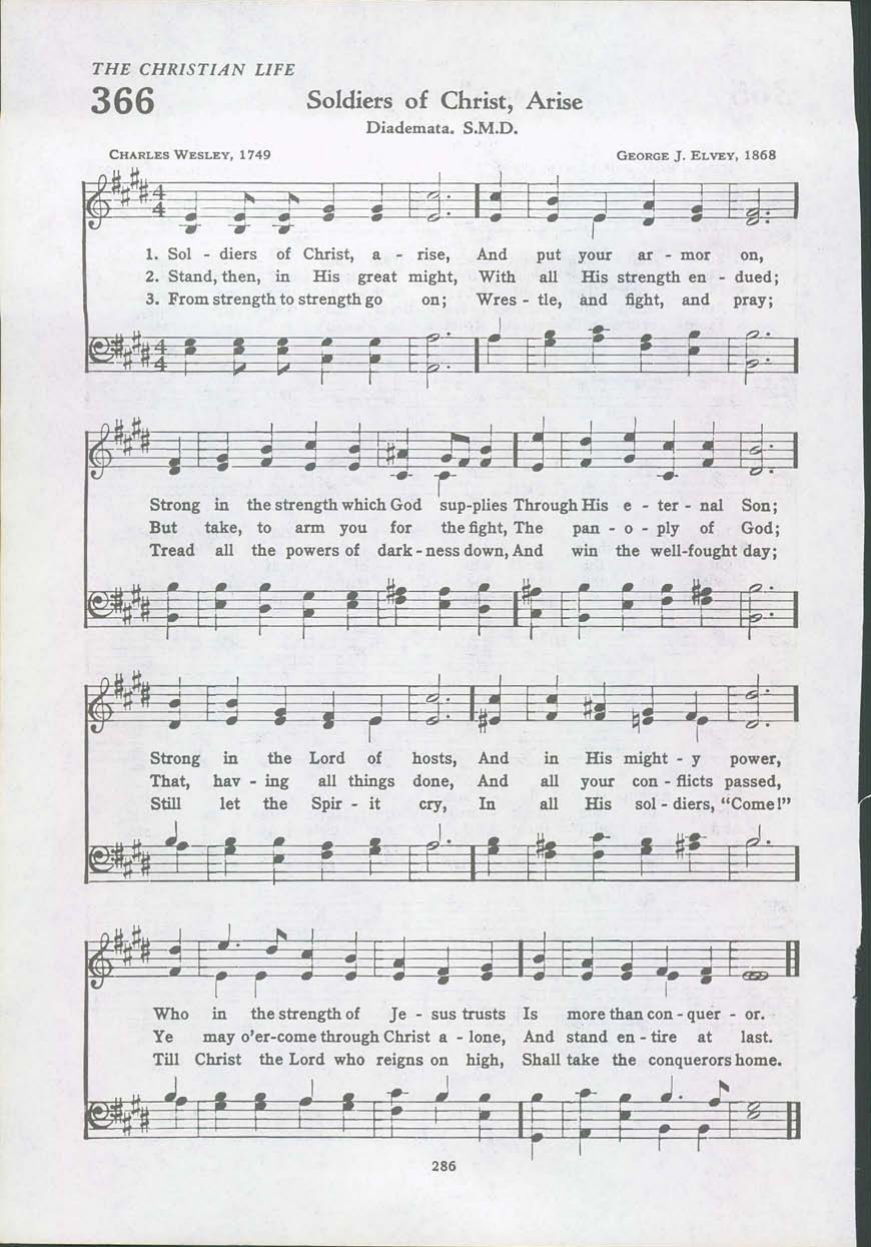 THE CHRISTIAN LIFE
366 Soldiers of Christ, Arise
Diademata. S.M.D.
CHARLES WESLEY, 1749 GEORGE J. ELVEY, 1868
1. Sol - diers of Christ, a - rise, And put your ar - mor on,
2. Stand, then, in His great might, With all His strength en - dued;
3. From strength to strength go on; Wres - tle, and fight, and pray;
Strong in the strength which God sup-plies Through His e - ter - nal Son;
But take, to arm you for the fight, The pan - o - ply of God;
Tread all the powers of dark - ness down, And win the well-fought day;
Strong in the Lord of hosts, And in His might - y power,
That, hav - ing all things done, And all your con - flicts passed,
Still let the Spir - it cry, In all His sol - diers, "Come!"
Who in the strength of Je - sus trusts Is more than con - quer - or.
Ye may o'er-come through Christ a - lone, And stand en - tire at last.
Till Christ the Lord who reigns on high, Shall take the conquerors home.
286